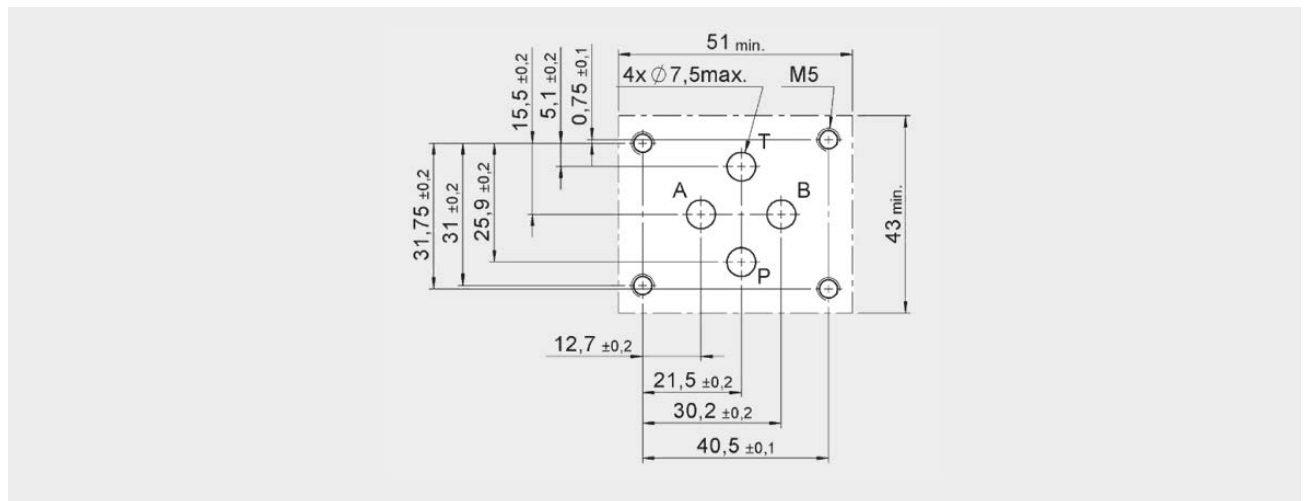 51 min.
4x Ø 7,5max.
M5
15,5 ±0,2
5,1 ±0,2
0,75 ±0,1
T
A
B
P
31,75 ±0,2
31 ±0,2
25,9 ±0,2
43 min.
12,7 ±0,2
21,5 ±0,2
30,2 ±0,2
40,5 ±0,1